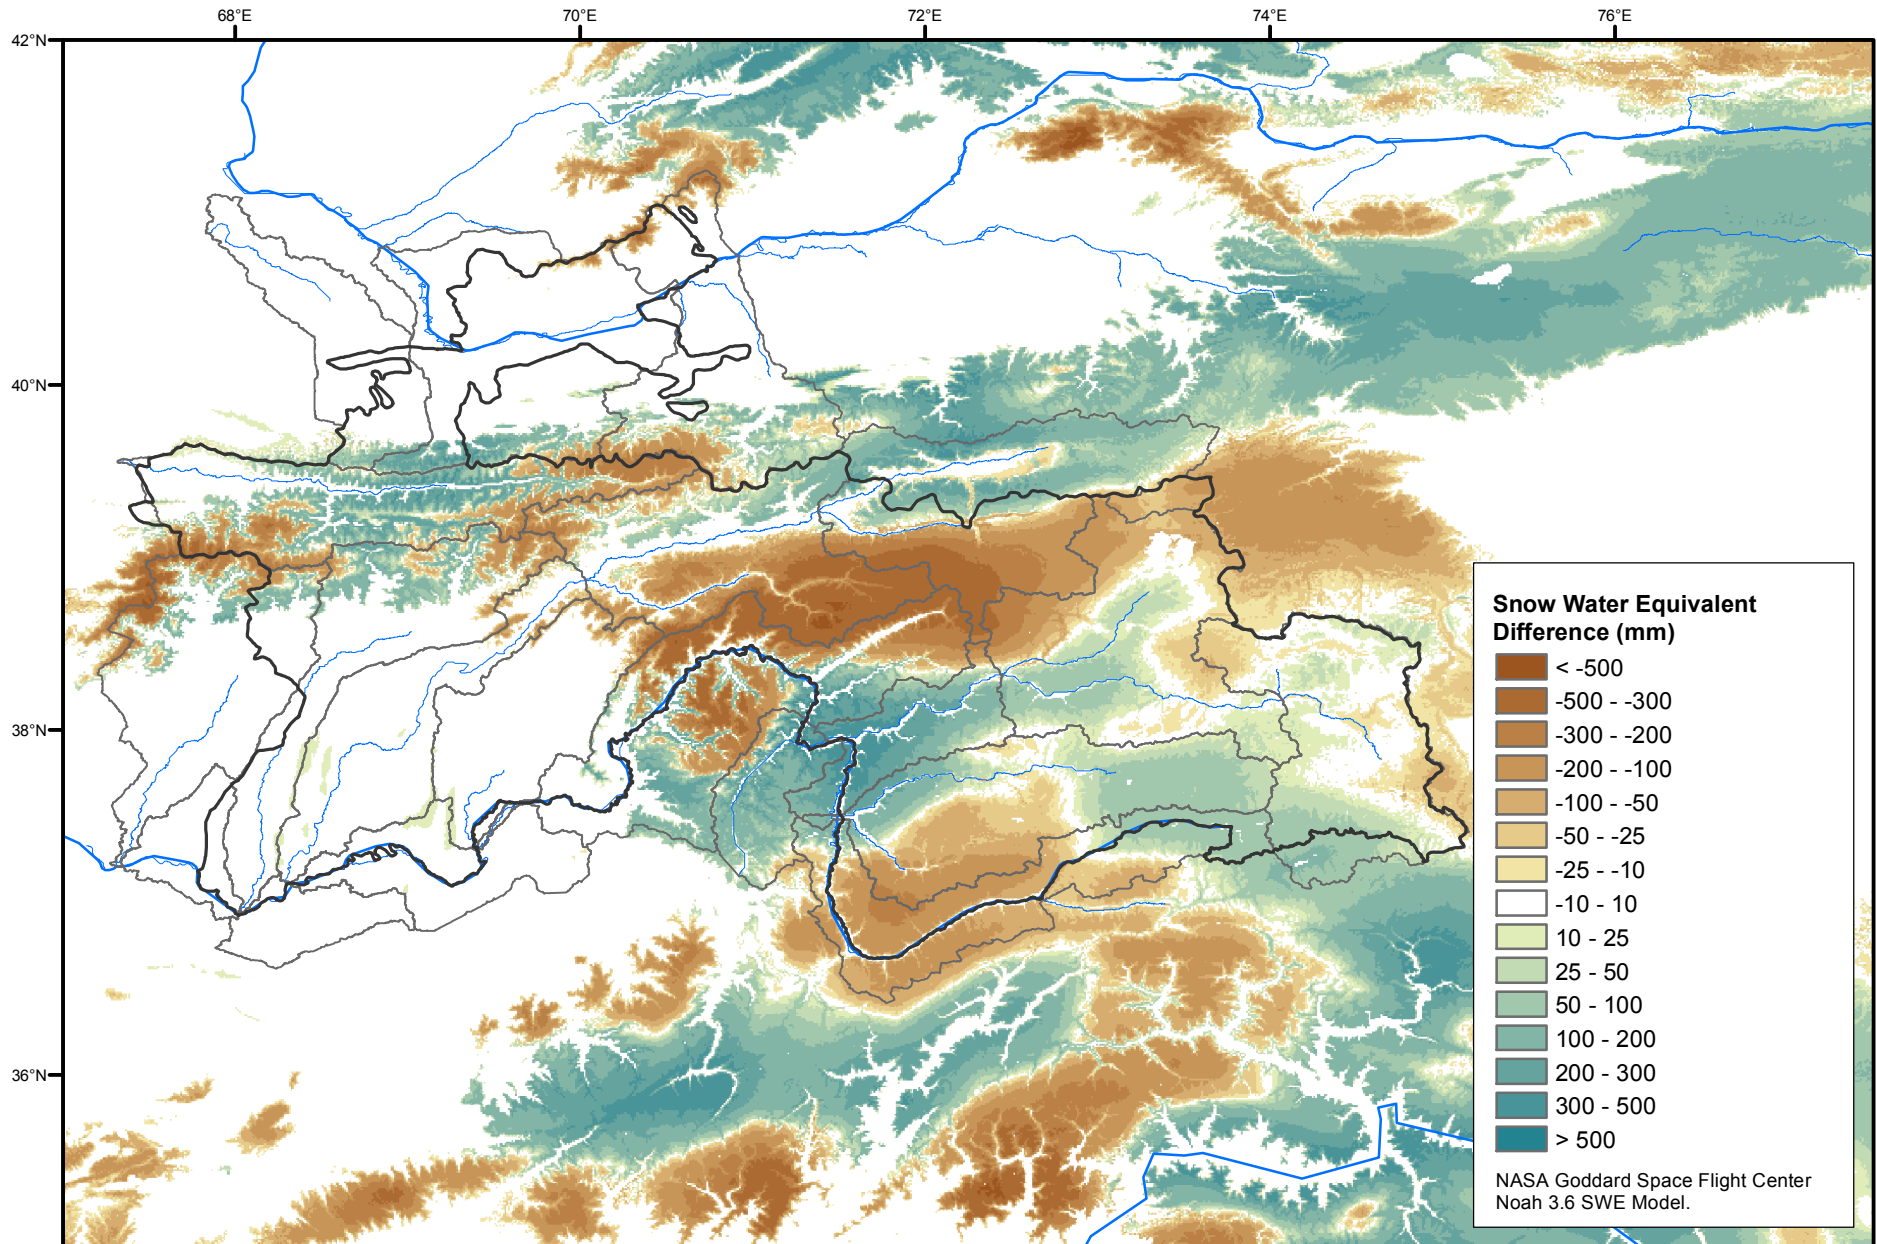 68°E
70°E
72°E
74°E
76°E
42°N
40°N
38°N
36°N
Snow Water Equivalent
Difference (mm)
< -500
-500 - -300
-300 - -200
-200 - -100
-100 - -50
-50 - -25
-25 - -10
-10 - 10
10 - 25
25 - 50
50 - 100
100 - 200
200 - 300
300 - 500
> 500
NASA Goddard Space Flight Center
Noah 3.6 SWE Model.